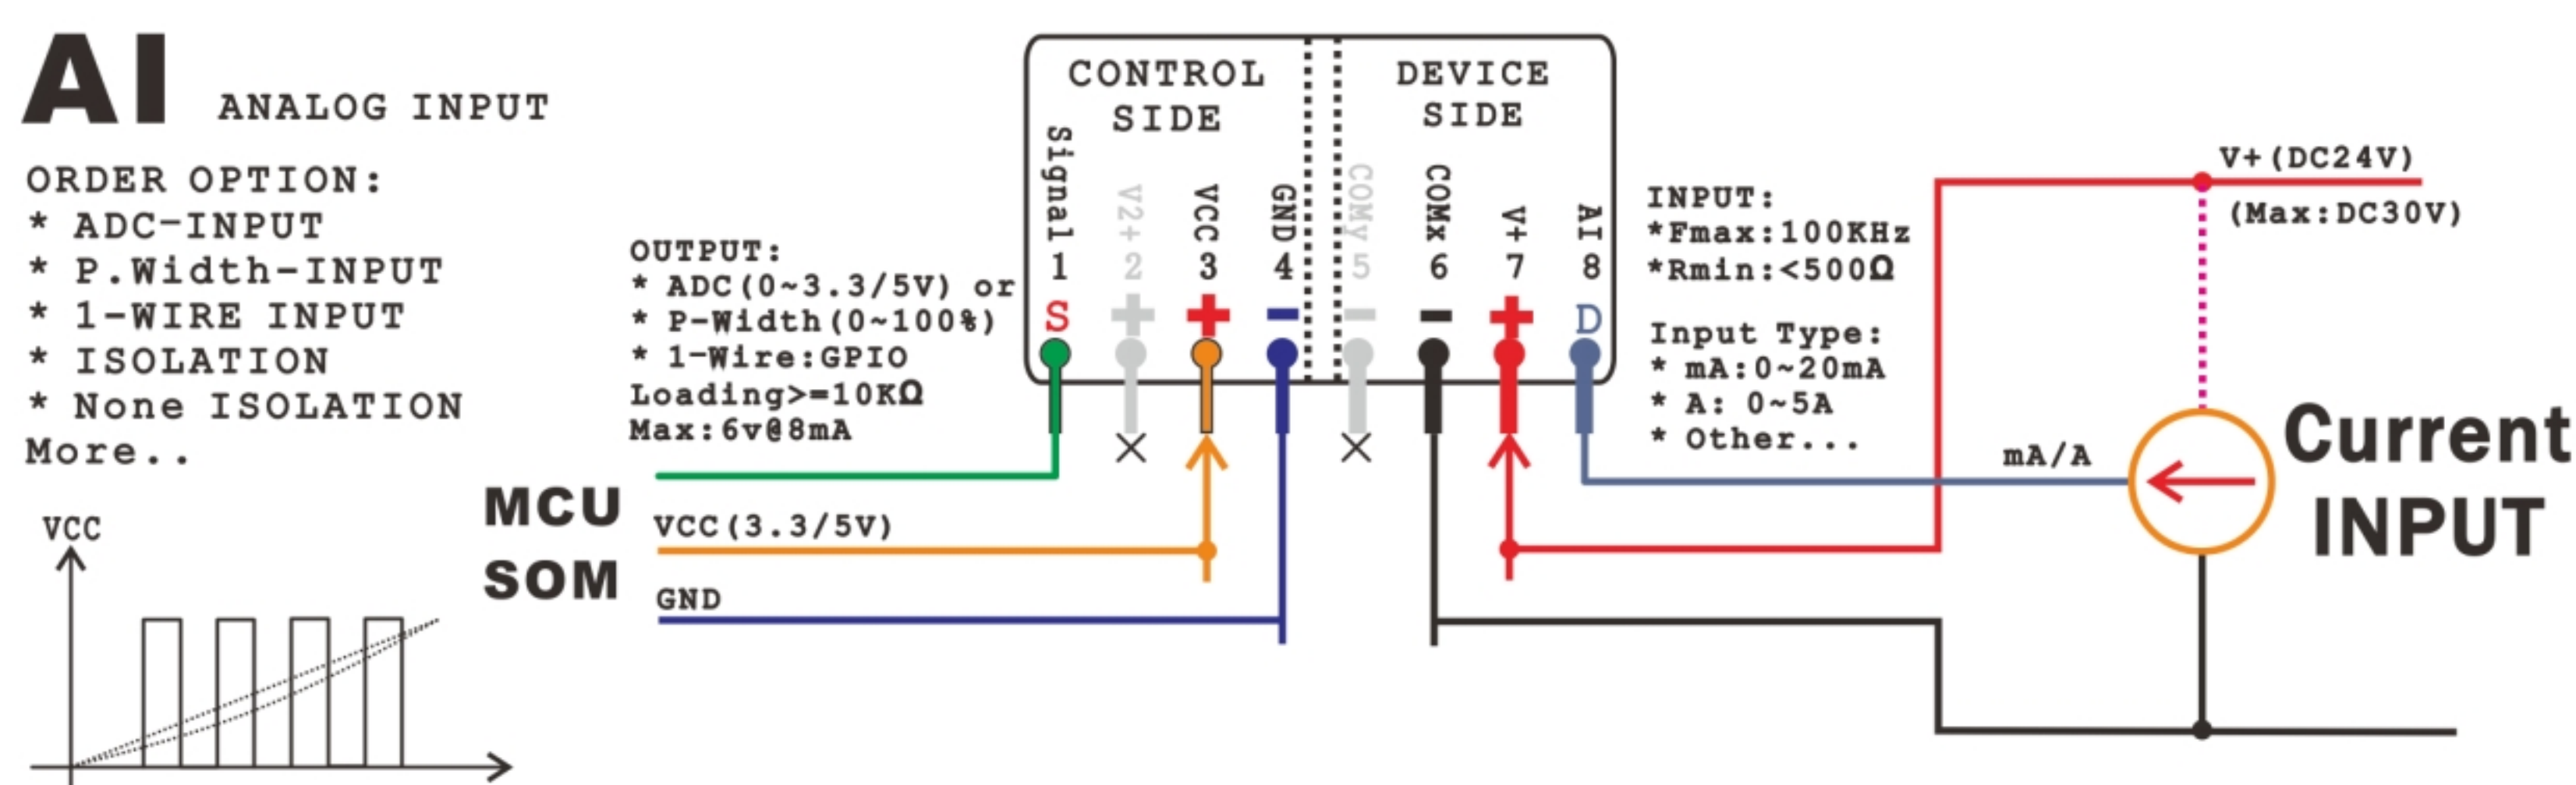 AI ANALOG INPUT
ORDER OPTION:
* ADC-INPUT
* P.Width-INPUT
* 1-WIRE INPUT
* ISOLATION
* None ISOLATION
More..
VCC
MCU
SOM
OUTPUT:
* ADC(0~3.3/5V) or
* P-Width(0~100%)
* 1-Wire:GPIO
Loading>=10KΩ
Max:6v@8mA
VCC(3.3/5V)
GND
CONTROL
SIDE
DEVICE
SIDE
Signal 1
V2+ 2
VCC 3
GND 4
COMy 5
COMx 6
V+ 7
AI 8
S + + - - - + D
INPUT:
*Fmax:100KHz
*Rmin:<500Ω
Input Type:
* mA:0~20mA
* A: 0~5A
* Other...
V+(DC24V)
(Max:DC30V)
mA/A
Current
INPUT